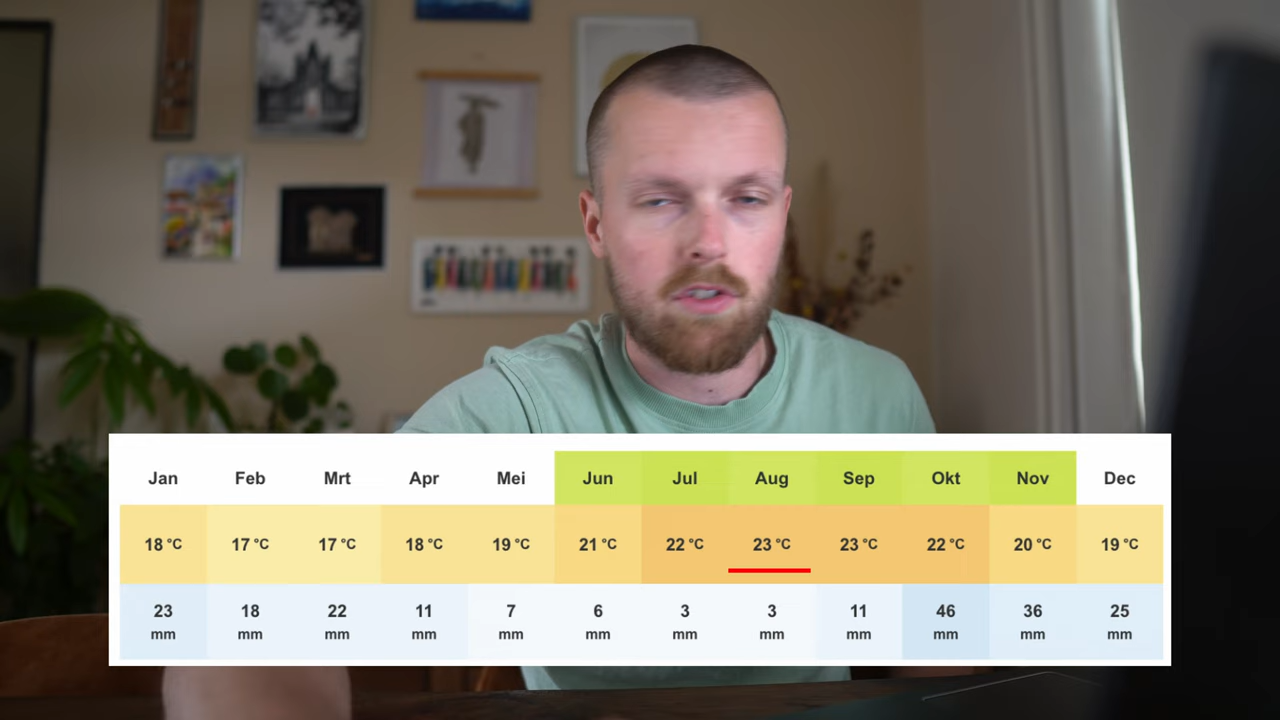 Jan Feb Mrt Apr Mei Jun Jul Aug Sep Okt Nov Dec
18 °C 17 °C 17 °C 18 °C 19 °C 21 °C 22 °C 23 °C 23 °C 22 °C 20 °C 19 °C
23 18 22 11 7 6 3 3 11 46 36 25
mm mm mm mm mm mm mm mm mm mm mm mm